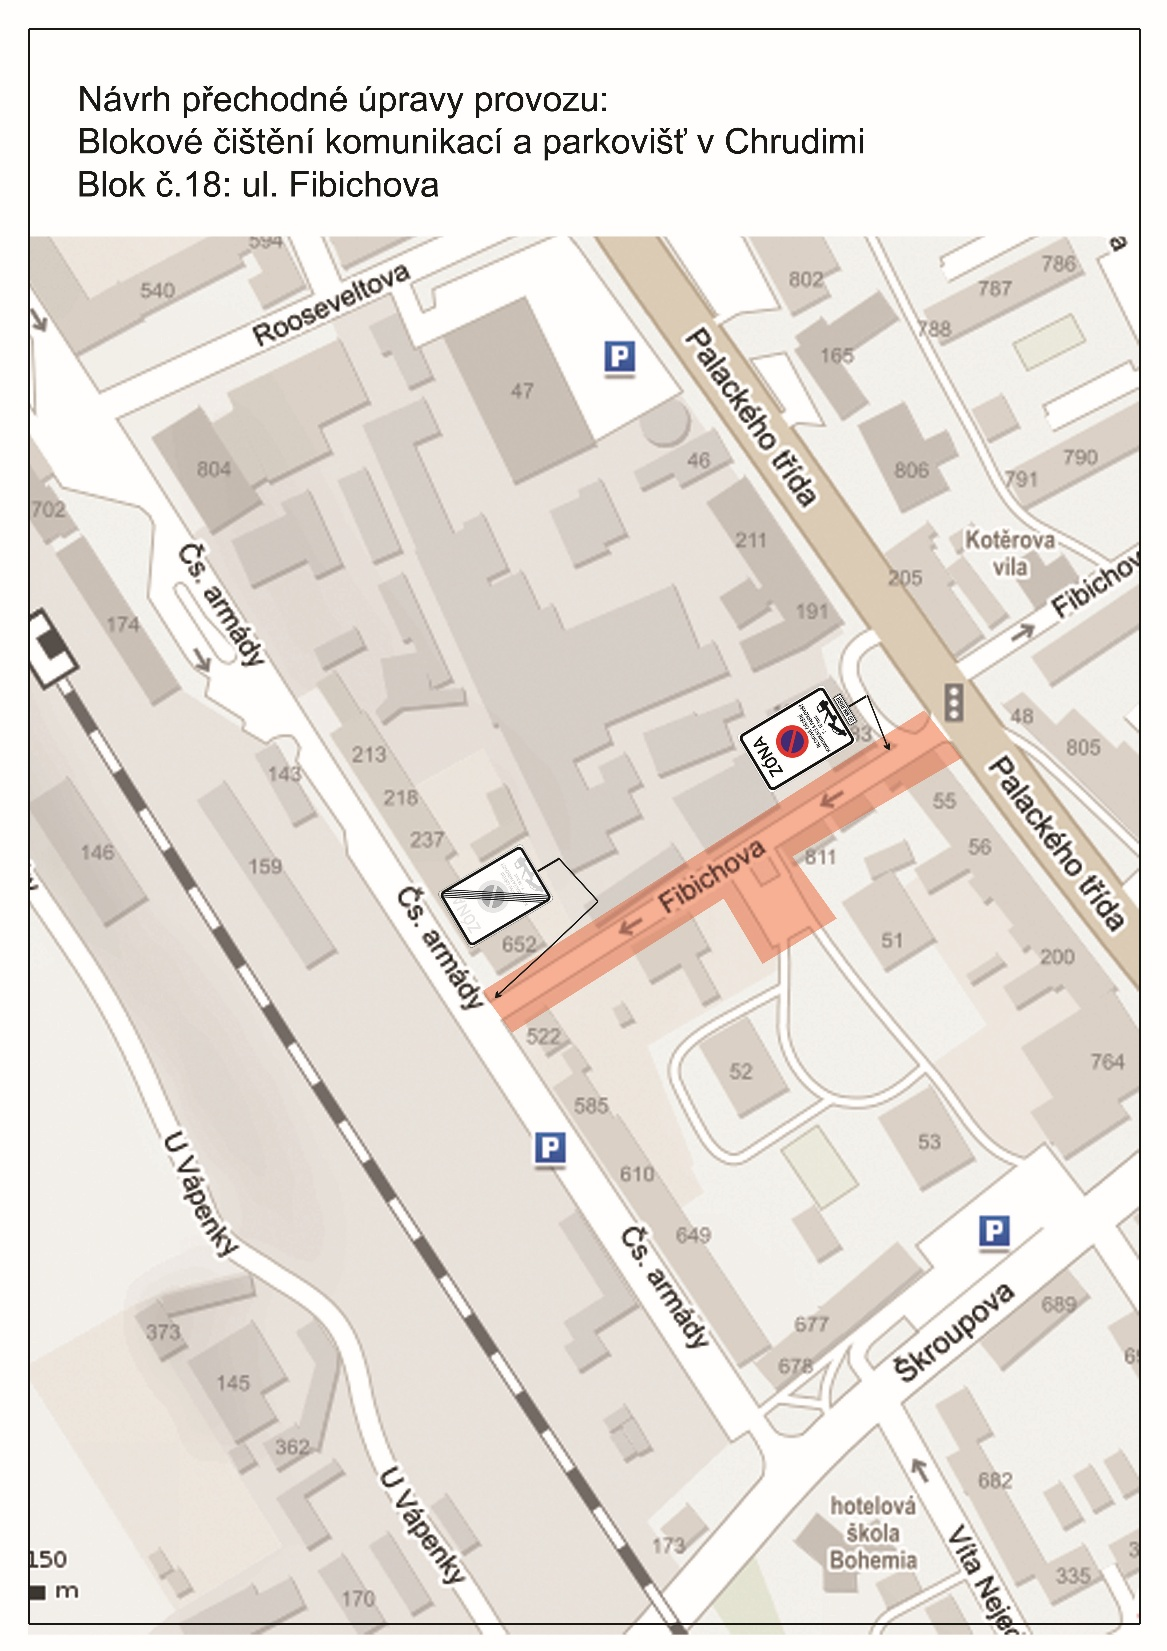 Návrh přechodné úpravy provozu:
Blokové čištění komunikací a parkovišť v Chrudimi
Blok č.18: ul. Fibichova
594
540
Rooseveltova
802
786
787
788
165
P
47
Palackého třída
804
46
806
790
791
702
211
Kotěrova
vila
205
Fibichov
Čs. armády
174
191
48
805
ZÓNA
213
143
218
237
55
56
811
Palackého třída
146
159
Fibichova
Čs. armády
ZÓNA
652
51
200
522
52
764
585
53
P
U Vápenky
610
649
P
Čs. armády
689
373
677
Škroupova
678
145
362
682
U Vápenky
hotelová
škola
Bohemia
173
Víta Nejed
335
150
m
170